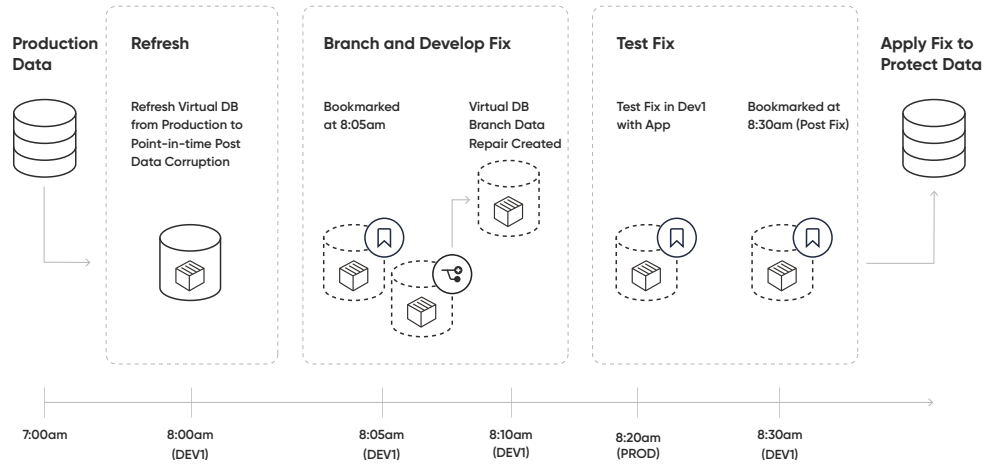 Production
Data
Refresh
Branch and Develop Fix
Test Fix
Apply Fix to
Protect Data
Refresh Virtual DB
from Production to
Point-in-time Post
Data Corruption
Bookmarked
at 8:05am
Virtual DB
Branch Data
Repair Created
Test Fix in Dev1
with App
Bookmarked at
8:30am (Post Fix)
7:00am
8:00am
(DEV1)
8:05am
(DEV1)
8:10am
(DEV1)
8:20am
(PROD)
8:30am
(DEV1)